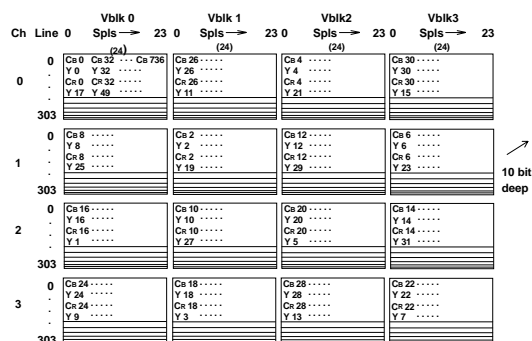 Vblk 0 Vblk 1 Vblk2 Vblk3
Ch Line 0 Spls 23 0 Spls 23 0 Spls 23 0 Spls 23
(24) (24) (24) (24)
0 CB 0 CB 32 ··· CB 736 CB 26 ····· CB 4 ····· CB 30 ·····
. Y 0 Y 32 ····· Y 26 ····· Y 4 ····· Y 30 ·····
0 . CR 0 CR 32 ····· CR 26 ····· CR 4 ····· CR 30 ·····
. Y 17 Y 49 ····· Y 11 ····· Y 21 ····· Y 15 ·····
303
0 CB 8 ····· CB 2 ····· CB 12 ····· CB 6 ·····
. Y 8 ····· Y 2 ····· Y 12 ····· Y 6 ·····
1 . CR 8 ····· CR 2 ····· CR 12 ····· CR 6 ·····
. Y 25 ····· Y 19 ····· Y 29 ····· Y 23 ·····
10 bit
303 deep
0 CB 16 ····· CB 10 ····· CB 20 ····· CB 14 ·····
. Y 16 ····· Y 10 ····· Y 20 ····· Y 14 ·····
2 . CR 16 ····· CR 10 ····· CR 20 ····· CR 14 ·····
. Y 1 ····· Y 27 ····· Y 5 ····· Y 31 ·····
303
0 CB 24 ····· CB 18 ····· CB 28 ····· CB 22 ·····
. Y 24 ····· Y 18 ····· Y 28 ····· Y 22 ·····
3 . CR 24 ····· CR 18 ····· CR 28 ····· CR 22 ·····
. Y 9 ····· Y 3 ····· Y 13 ····· Y 7 ·····
303